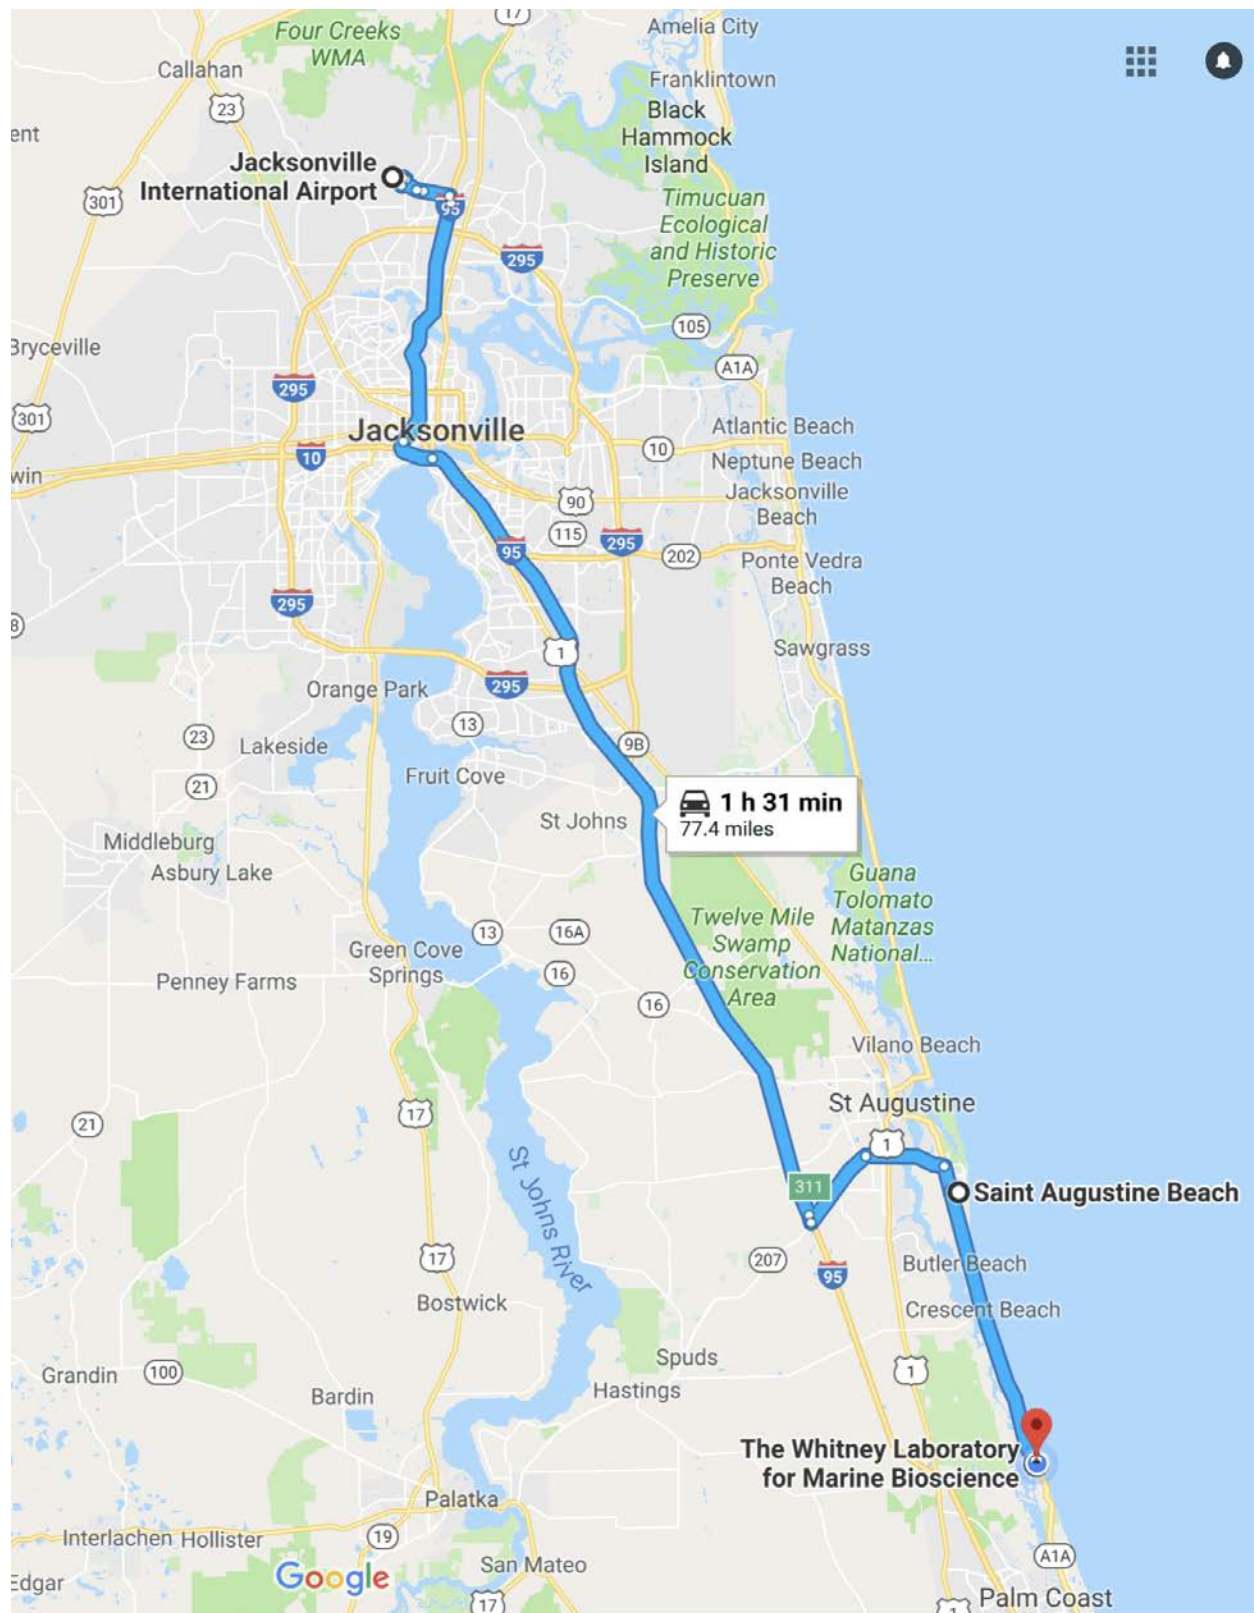 17
Four Creeks
WMA
Amelia City
Callahan
Franklintown
23
Black
Hammock
Island
ent
Jacksonville
International Airport
301
95
Timucuan
Ecological
and Historic
Preserve
295
105
Bryceville
A1A
295
301
Jacksonville
Atlantic Beach
10
10
win
Neptune Beach
90
Jacksonville
Beach
115
95
295
202
Ponte Vedra
Beach
295
8
1
Sawgrass
Orange Park
295
13
23
Lakeside
9B
21
Fruit Cove
1 h 31 min
77.4 miles
St Johns
Middleburg
Asbury Lake
Guana
Tolomato
Matanzas
National...
Twelve Mile
Swamp
Conservation
Area
13
16A
Green Cove
Springs
16
Penney Farms
16
Vilano Beach
St Augustine
17
21
1
St Johns River
311
Saint Augustine Beach
17
207
95
Butler Beach
Bostwick
Crescent Beach
Grandin
100
Spuds
1
Bardin
Hastings
The Whitney Laboratory
for Marine Bioscience
Palatka
Interlachen
Hollister
19
A1A
Edgar
Google
San Mateo
17
1
Palm Coast